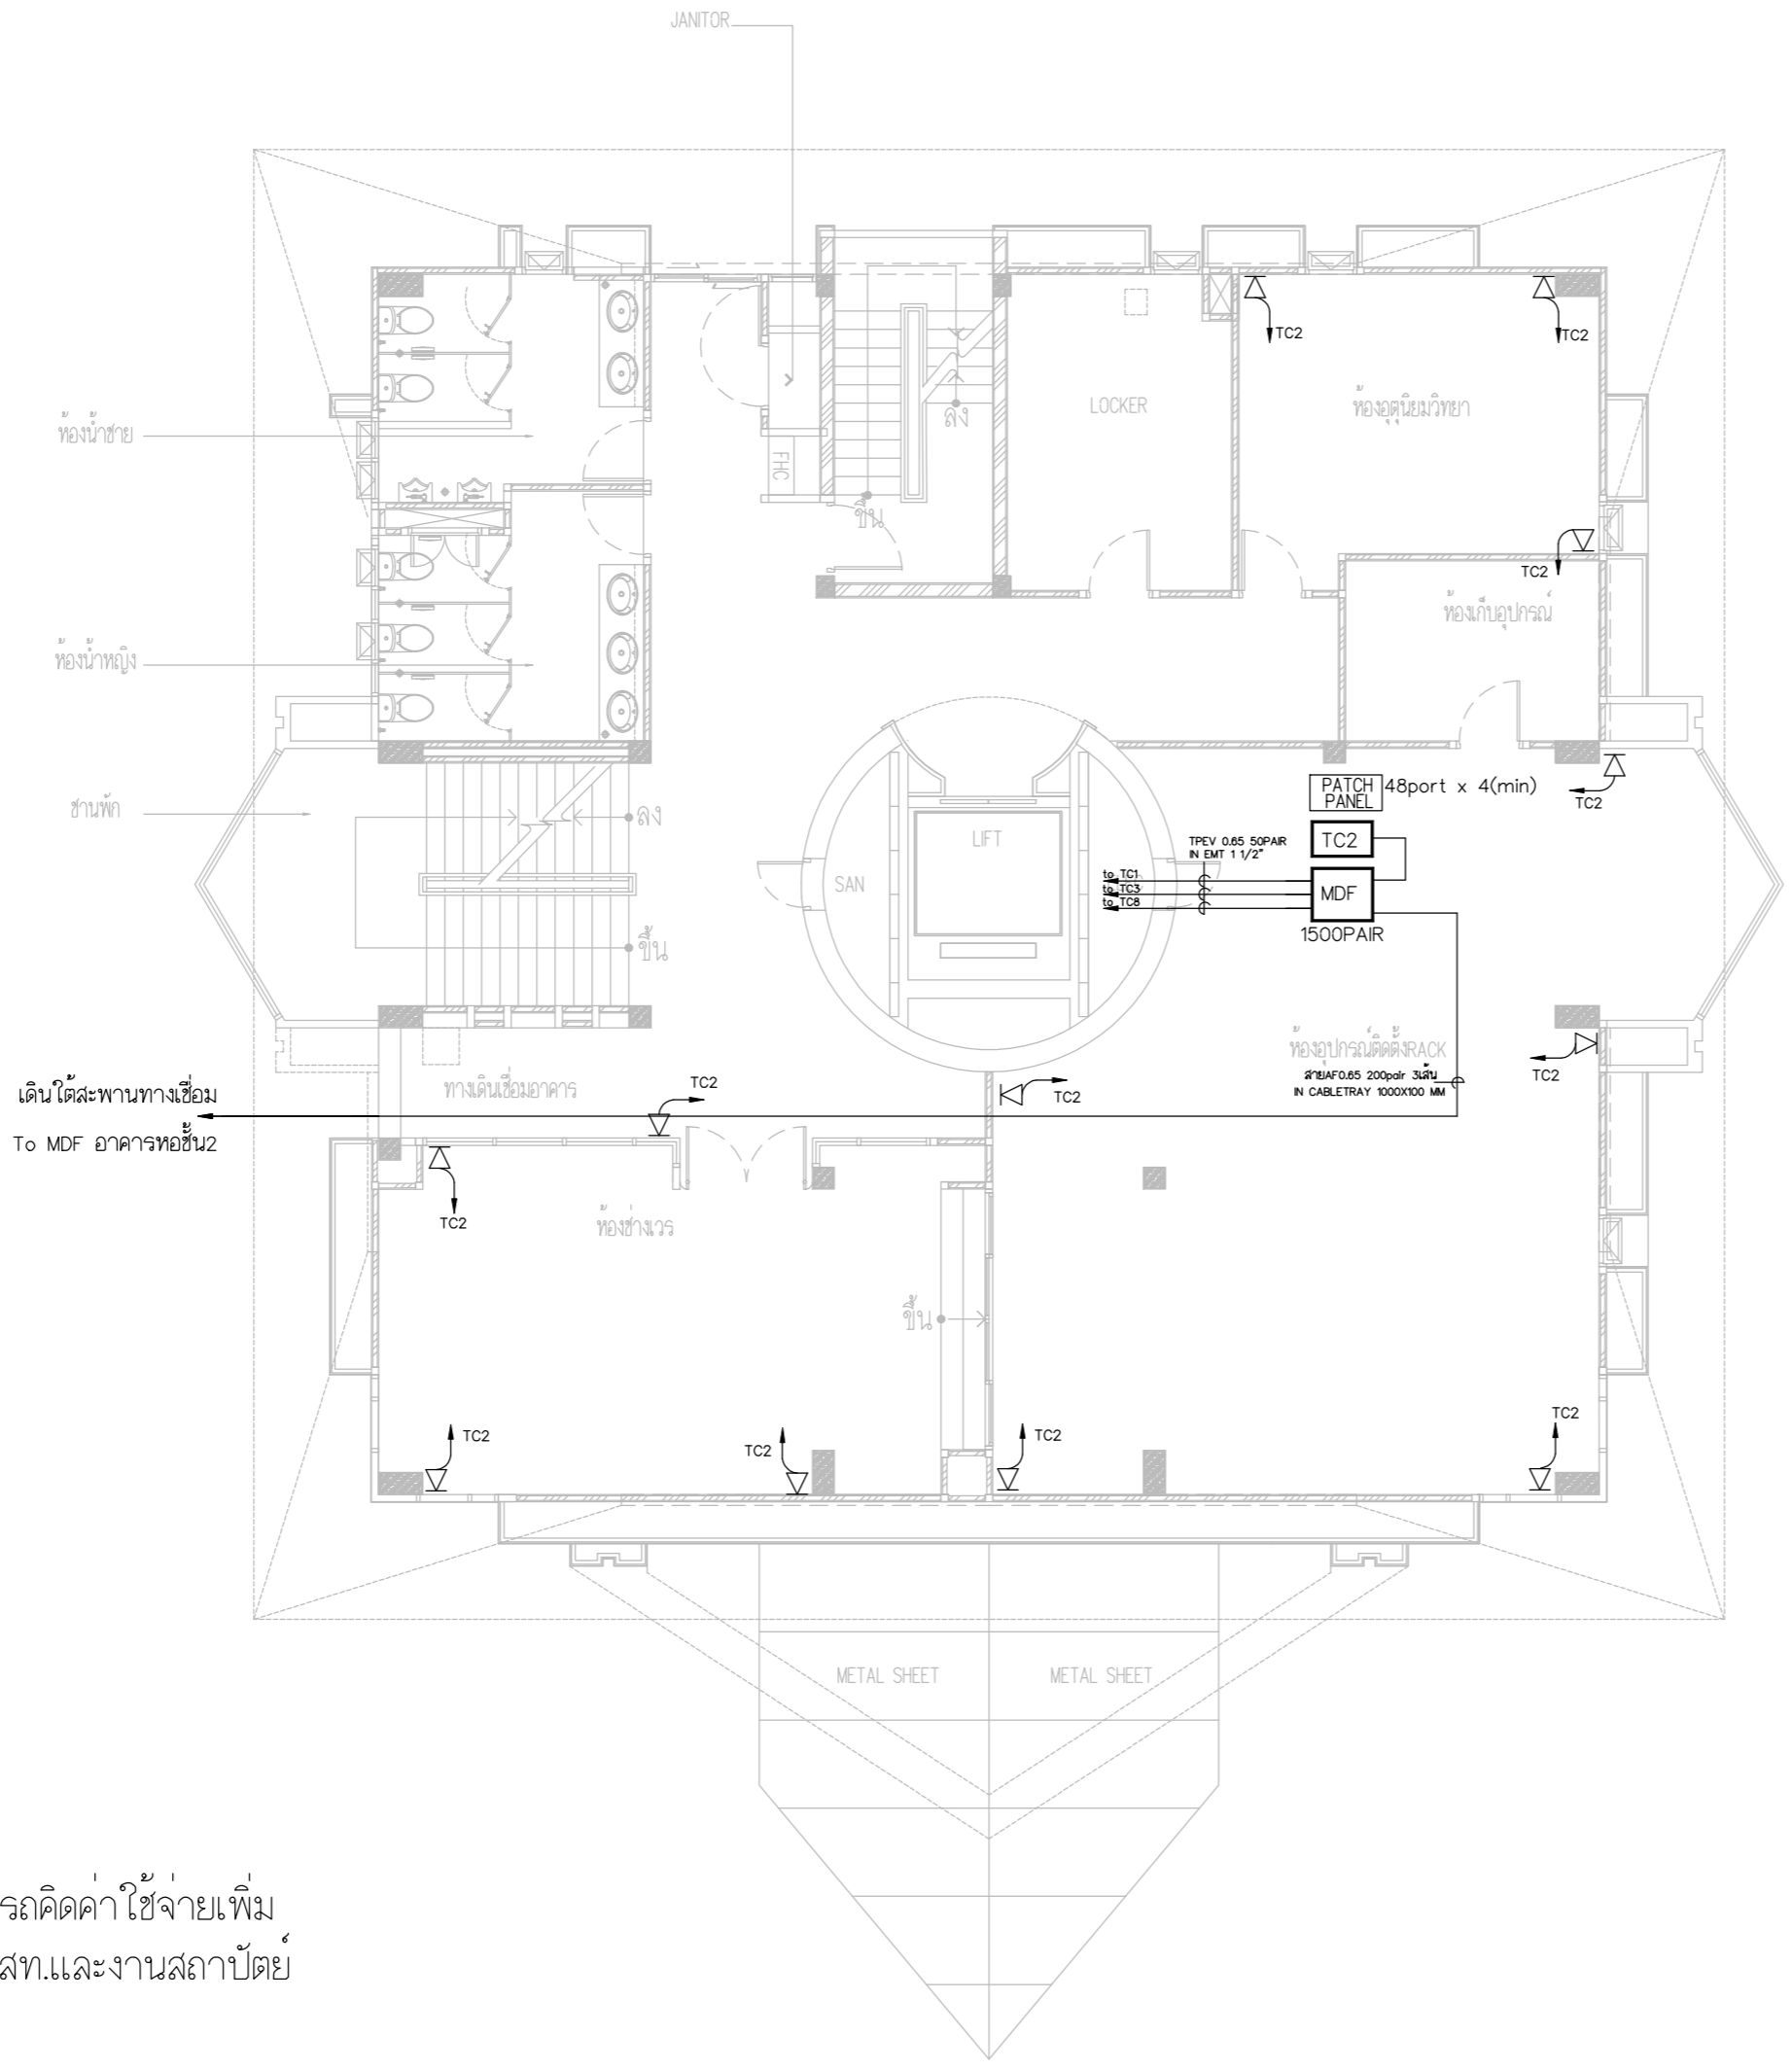 JANITOR
TC2
TC2
LOCKER
ห้องอุตุนิยมวิทยา
ลง
ห้องน้ำชาย
FHC
ขึ้น
TC2
ห้องเก็บอุปกรณ์
ห้องน้ำหญิง
PATCH PANEL
48port x 4(min)
TC2
ชานพัก
ลง
LIFT
TPEV 0.65 50PAIR
IN EMT 1 1/2"
TC2
SAN
to TC1
to TC3
to TC8
MDF
1500PAIR
ขึ้น
ห้องอุปกรณ์ติดตั้งRACK
สายAF0.65 200pair 3เส้น
IN CABLETRAY 1000X100 MM
TC2
เดินใต้สะพานทางเชื่อม
To MDF อาคารหอชั้น2
ทางเดินเชื่อมอาคาร
TC2
TC2
TC2
ห้องช่างเวร
ขึ้น
TC2
TC2
TC2
TC2
METAL SHEET
METAL SHEET
รถคิดค่าใช้จ่ายเพิ่ม
สท.และงานสถาปัตย์